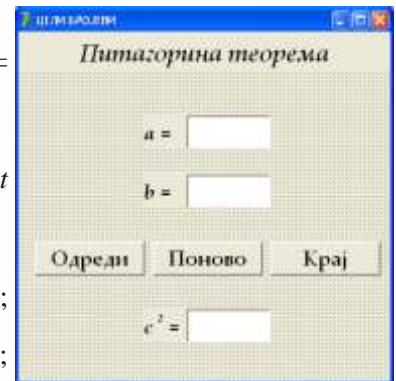 Питагорина теорема
=
a =
t
b =
Одреди Поново Крај
;
c² =
;